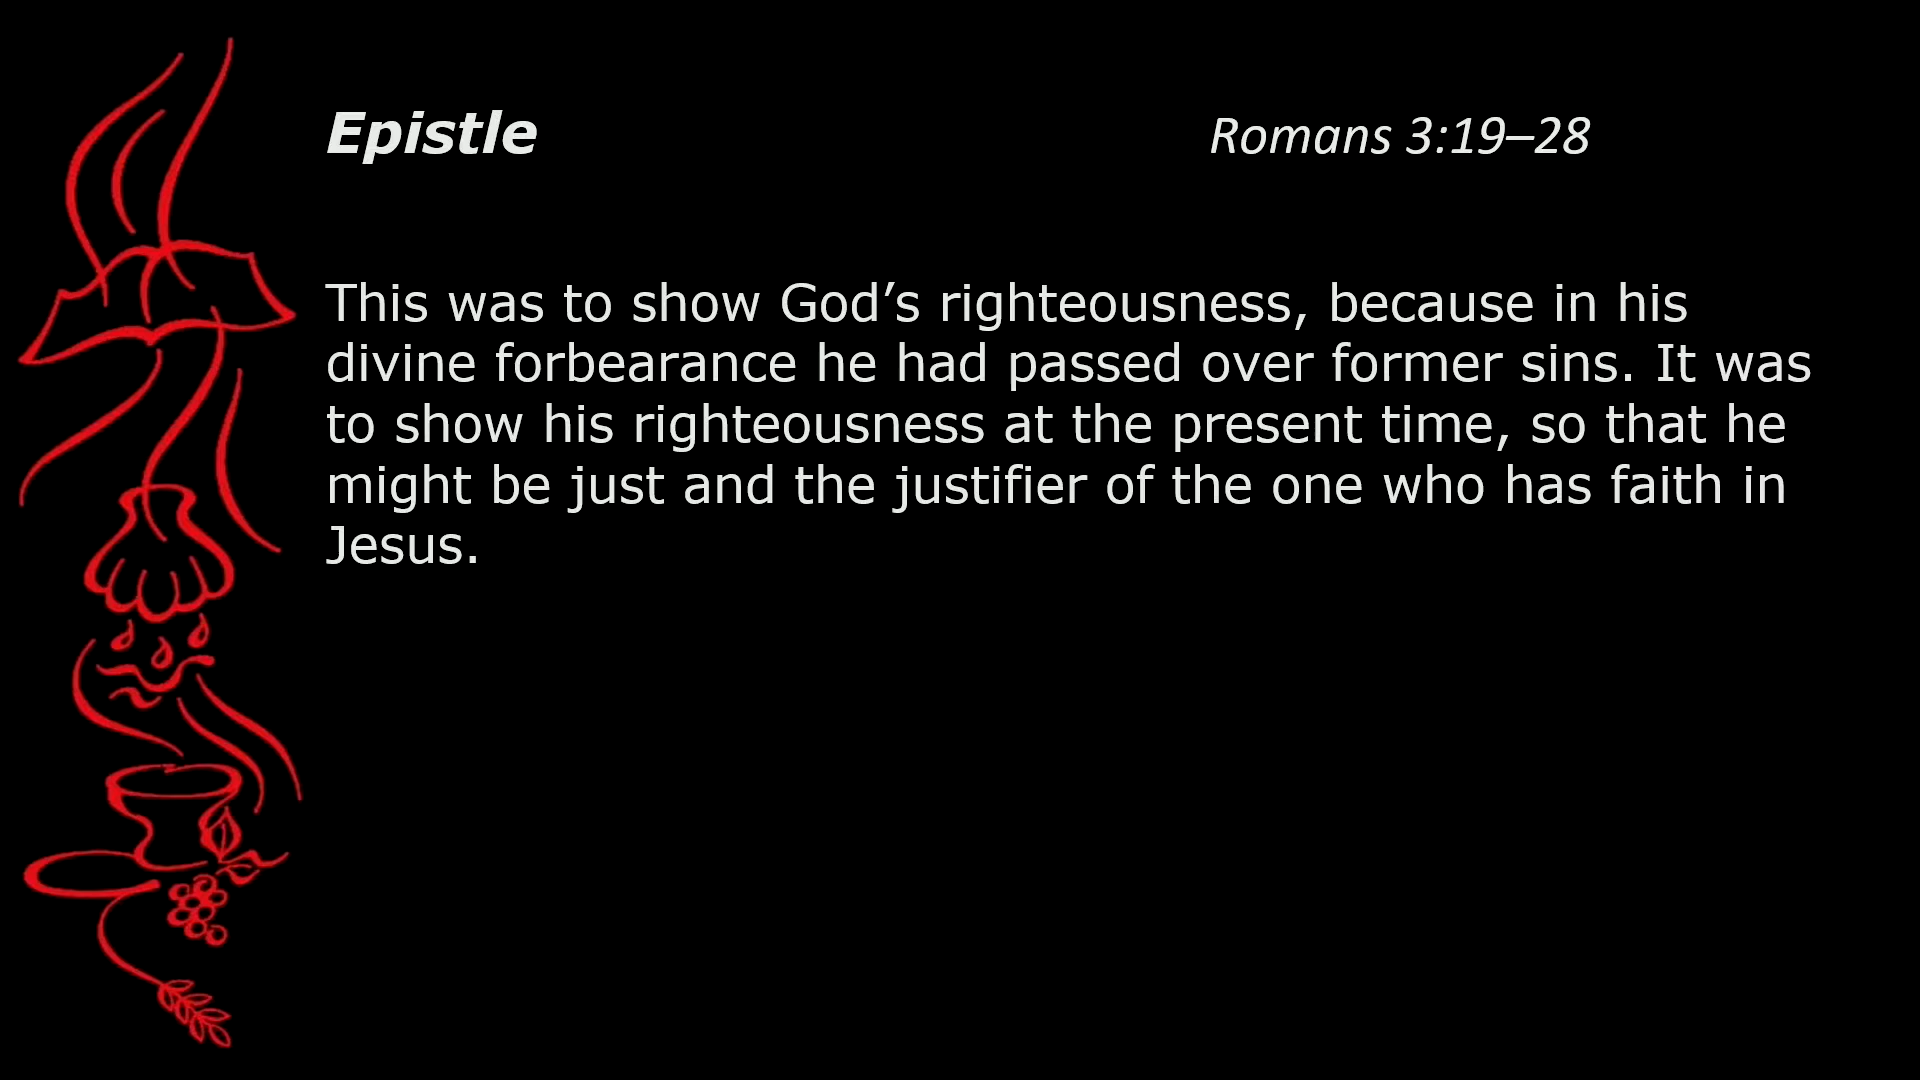 Epistle Romans 3:19–28
This was to show God’s righteousness, because in his
divine forbearance he had passed over former sins. It was
to show his righteousness at the present time, so that he
might be just and the justifier of the one who has faith in
Jesus.